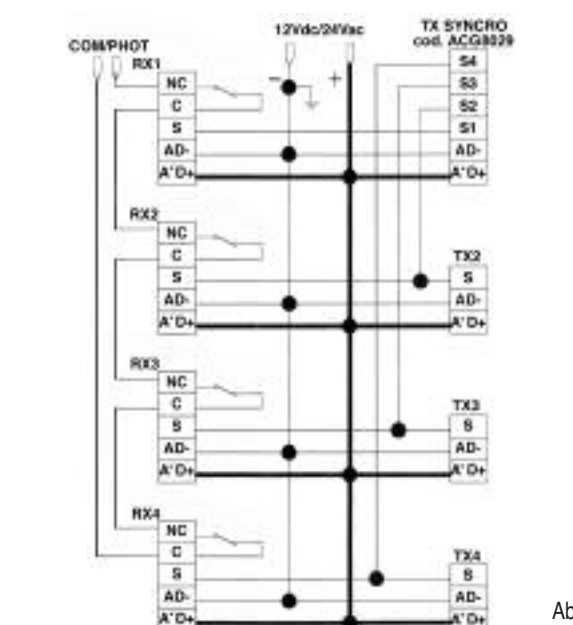 12Vdc/24Vac
TX SYNCRO
cod. ACG8029
COM/PHOT
RX1
- +
S4
S3
S2
S1
AD-
A*D+
NC
C
S
AD-
A*D+
RX2
NC
C
S
AD-
A*D+
TX2
S
AD-
A*D+
RX3
NC
C
S
AD-
A*D+
TX3
S
AD-
A*D+
RX4
NC
C
S
AD-
A*D+
TX4
S
AD-
A*D+
Ab